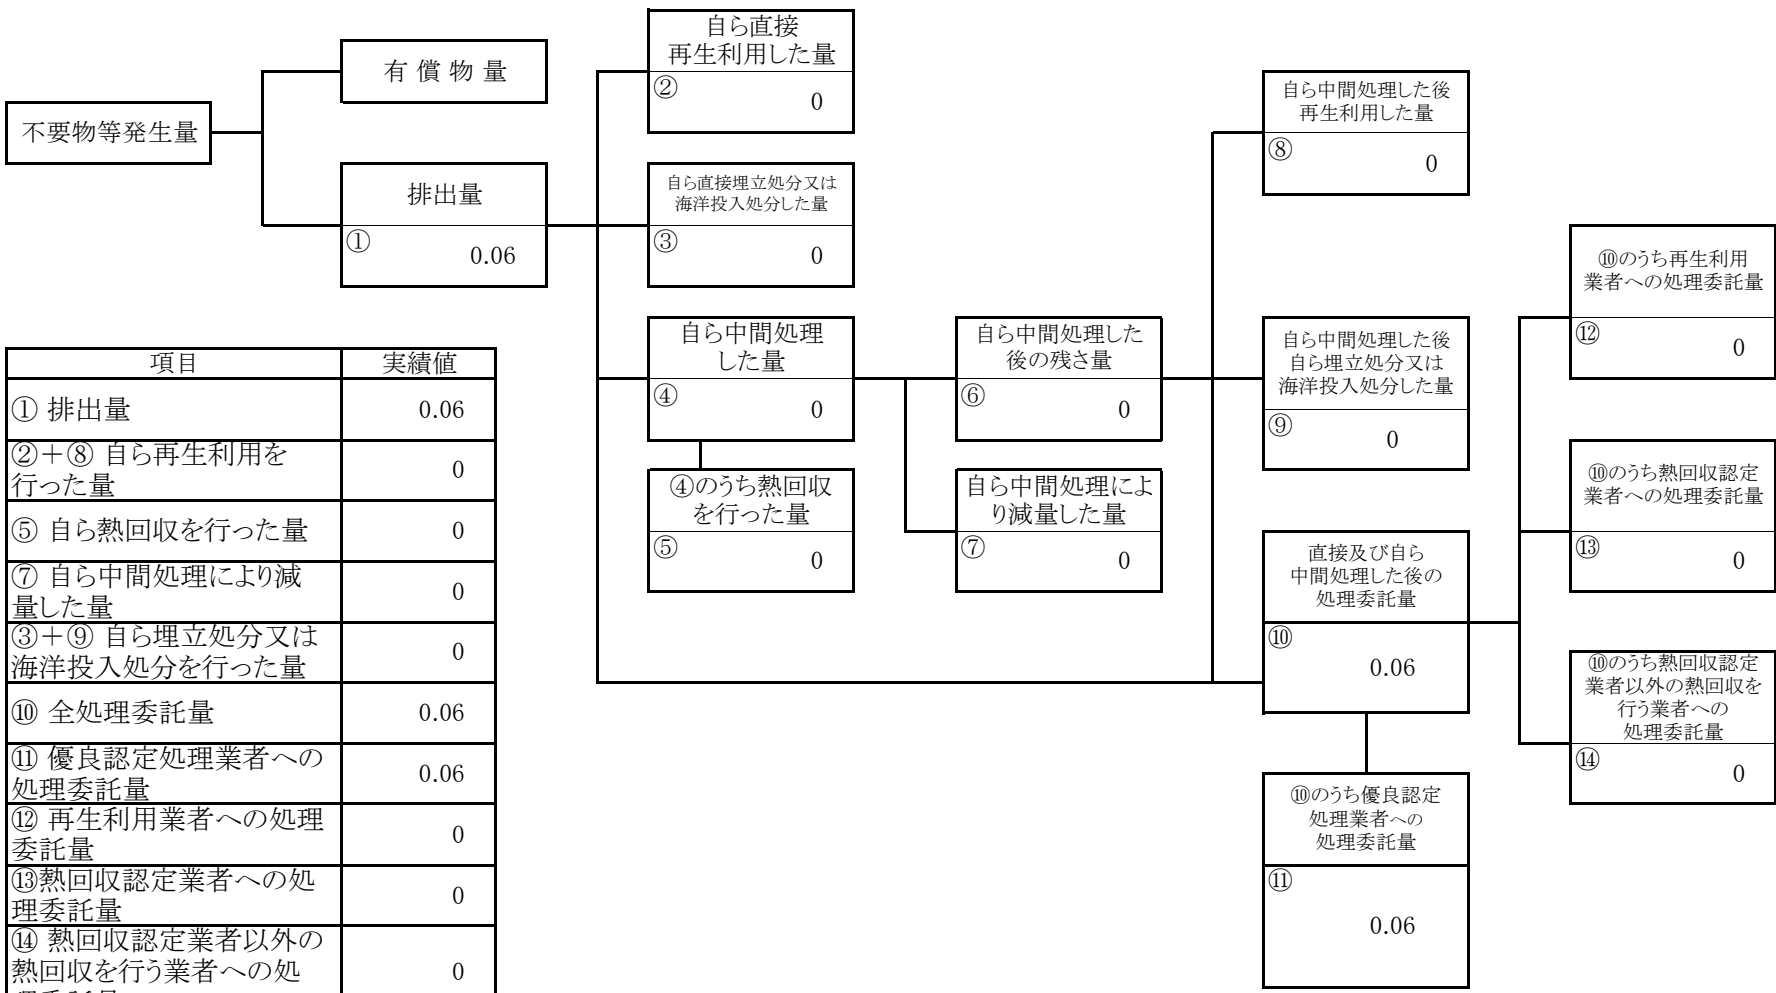 不要物等発生量
有償物量
排出量
①
0.06
自ら直接
再生利用した量
②
0
自ら直接埋立処分又は
海洋投入処分した量
③
0
自ら中間処理
した量
④
0
④のうち熱回収
を行った量
⑤
0
自ら中間処理した
後の残さ量
⑥
0
自ら中間処理によ
り減量した量
⑦
0
自ら中間処理した後
再生利用した量
⑧
0
自ら中間処理した後
自ら埋立処分又は
海洋投入処分した量
⑨
0
直接及び自ら
中間処理した後の
処理委託量
⑩
0.06
⑩のうち優良認定
処理業者への
処理委託量
⑪
0.06
⑩のうち再生利用
業者への処理委託量
⑫
0
⑩のうち熱回収認定
業者への処理委託量
⑬
0
⑩のうち熱回収認定
業者以外の熱回収を
行う業者への
処理委託量
⑭
0
項目 実績値
① 排出量 0.06
②+⑧ 自ら再生利用を
行った量 0
⑤ 自ら熱回収を行った量 0
⑦ 自ら中間処理により減
量した量 0
③+⑨ 自ら埋立処分又は
海洋投入処分を行った量 0
⑩ 全処理委託量 0.06
⑪ 優良認定処理業者への
処理委託量 0.06
⑫ 再生利用業者への処理
委託量 0
⑬熱回収認定業者への処
理委託量 0
⑭ 熱回収認定業者以外の
熱回収を行う業者への処 0